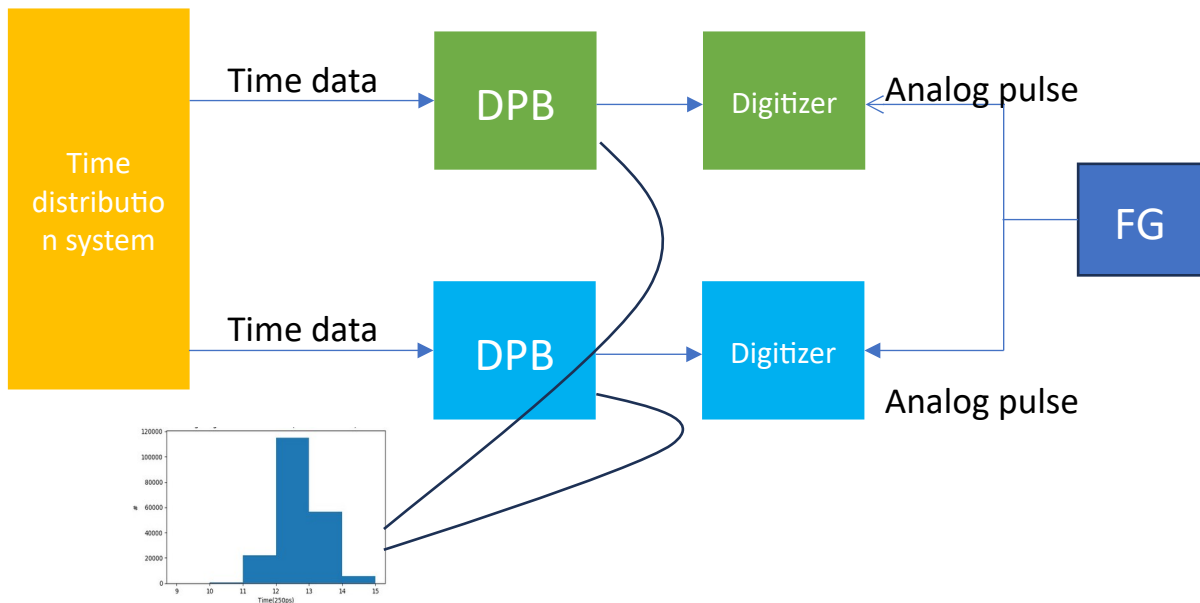 Time data
DPB
Digitizer
Analog pulse
Time
distributio
n system
FG
Time data
DPB
Digitizer
Analog pulse
120000
100000
80000
60000
40000
20000
0
#
9 10 11 12 13 14 15
Time(250ps)